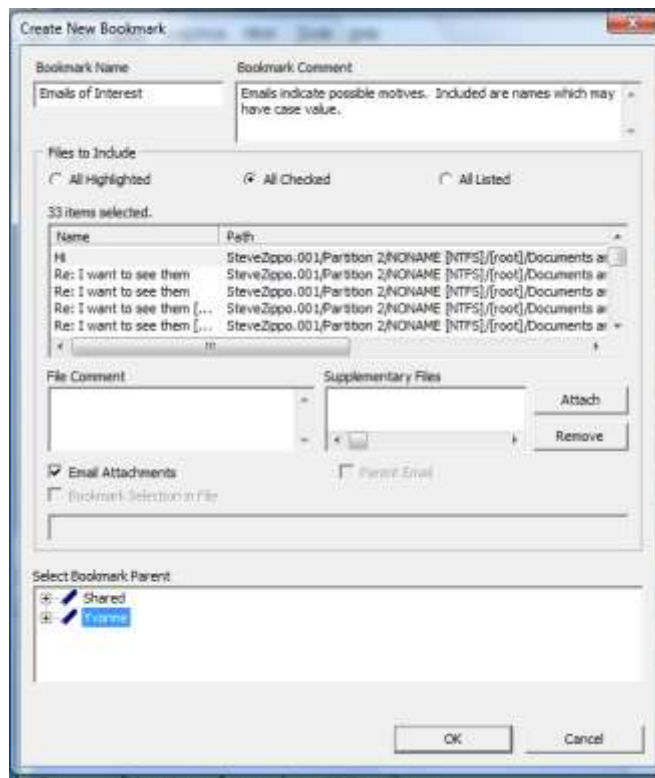 Create New Bookmark
Bookmark Name
Bookmark Comment
Emails of Interest
Emails indicate possible motives. Included are names which may
have case value.
Files to Include
All Highlighted
All Checked
All Listed
33 items selected.
Name Path
Hi SteveZippo.001/Partition 2/NONAME [NTFS]/[root]/Documents ar
Re: I want to see them SteveZippo.001/Partition 2/NONAME [NTFS]/[root]/Documents ar
Re: I want to see them SteveZippo.001/Partition 2/NONAME [NTFS]/[root]/Documents ar
Re: I want to see them [... SteveZippo.001/Partition 2/NONAME [NTFS]/[root]/Documents ar
Re: I want to see them [... SteveZippo.001/Partition 2/NONAME [NTFS]/[root]/Documents ar
File Comment
Supplementary Files
Attach
Remove
Email Attachments
Parent Email
Bookmark Selection in File
Select Bookmark Parent
Shared
Yvonne
OK
Cancel